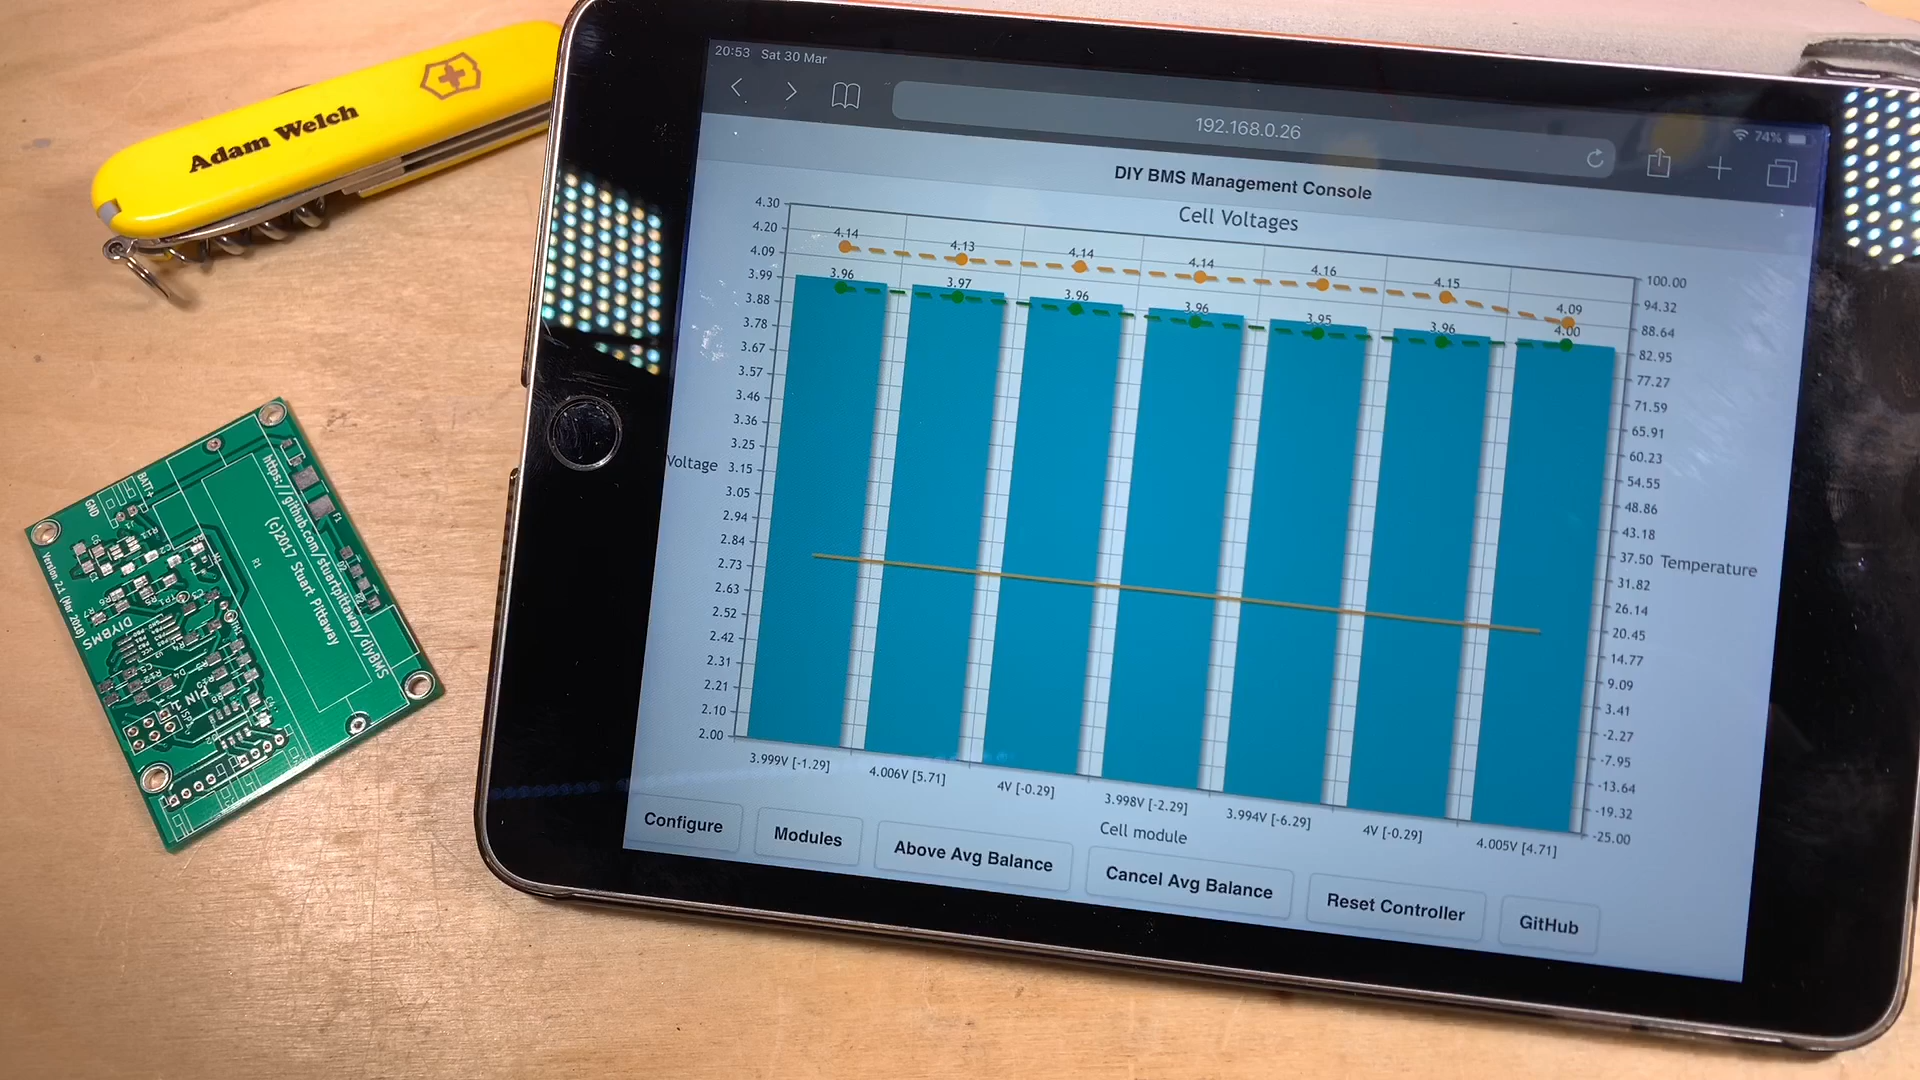 Adam Welch
20:53 Sat 30 Mar
192.168.0.26
74%
DIY BMS Management Console
Cell Voltages
4.30
4.20
4.09
3.99
3.88
3.78
3.67
3.57
3.46
3.36
3.25
3.15
3.05
2.94
2.84
2.73
2.63
2.52
2.42
2.31
2.21
2.10
2.00
Voltage
4.14
4.13
4.14
4.14
4.16
4.15
4.09
3.96
3.97
3.96
3.96
3.95
3.96
4.00
100.00
94.32
88.64
82.95
77.27
71.59
65.91
60.23
54.55
48.86
43.18
37.50
31.82
26.14
20.45
14.77
9.09
3.41
-2.27
-7.95
-13.64
-19.32
-25.00
Temperature
3.999V [-1.29]
4.006V [5.71]
4V [-0.29]
3.998V [-2.29]
3.994V [-6.29]
4V [-0.29]
4.005V [4.71]
Cell module
Configure
Modules
Above Avg Balance
Cancel Avg Balance
Reset Controller
GitHub
https://github.com/stuartpittaway/diyBMS
(c)2017 Stuart Pittaway
BATT+
GND
F1
R1
Version 2.1 (Mar 2018)
DIYBMS
PIN 1